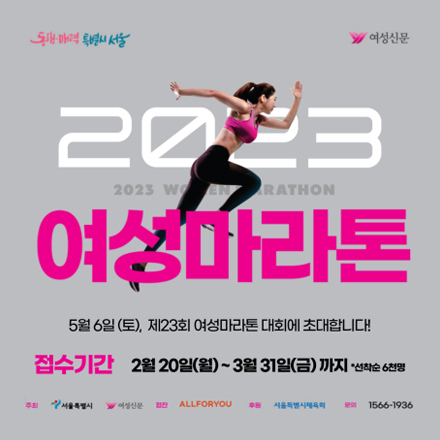 동행·매력 특별시 서울
여성신문
2023
2023 WOMEN MARATHON
여성마라톤
5월 6일 (토), 제23회 여성마라톤 대회에 초대합니다!
접수기간 2월 20일(월) ~ 3월 31일(금) 까지 *선착순 6천명
주최 서울특별시 여성신문 협찬 ALLFORYOU 후원 서울특별시체육회 문의 1566-1936